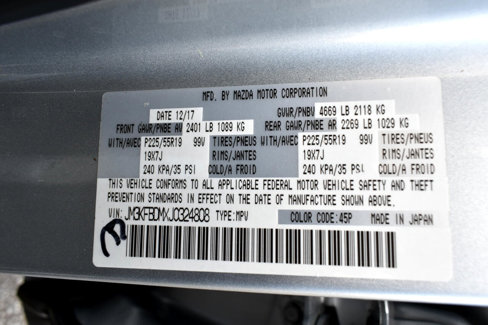 MFD. BY MAZDA MOTOR CORPORATION
DATE 12/17 GVWR/PNBV 4669 LB 2118 KG
FRONT GAWR/PNBE AV 2401 LB 1089 KG REAR GAWR/PNBE AR 2269 LB 1029 KG
WITH/AVEC P225/55R19 99V TIRES/PNEUS WITH/AVEC P225/55R19 99V TIRES/PNEUS
19X7J RIMS/JANTES 19X7J RIMS/JANTES
240 KPA/35 PSI COLD/A FROID 240 KPA/35 PSI COLD/A FROID
THIS VEHICLE CONFORMS TO ALL APPLICABLE FEDERAL MOTOR VEHICLE SAFETY AND THEFT
PREVENTION STANDARDS IN EFFECT ON THE DATE OF MANUFACTURE SHOWN ABOVE.
VIN: JM3KFBDMXJ0324808 TYPE:MPV COLOR CODE:45P MADE IN JAPAN